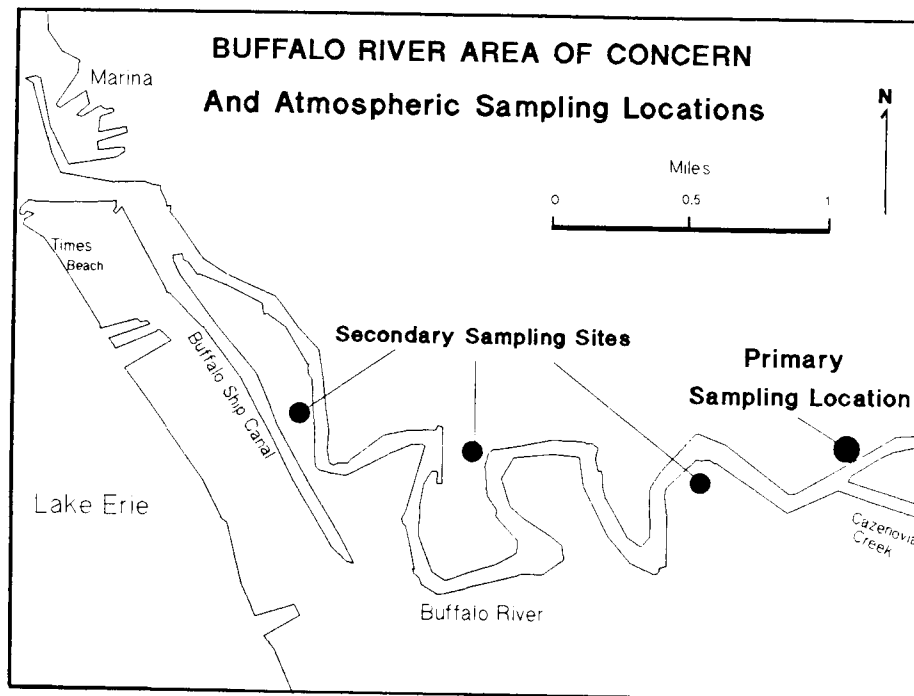 BUFFALO RIVER AREA OF CONCERN
And Atmospheric Sampling Locations
Marina
N
Miles
0 0.5 1
Times
Beach
Secondary Sampling Sites
Primary
Sampling Location
Buffalo Ship Canal
Lake Erie
Cazenovia
Creek
Buffalo River